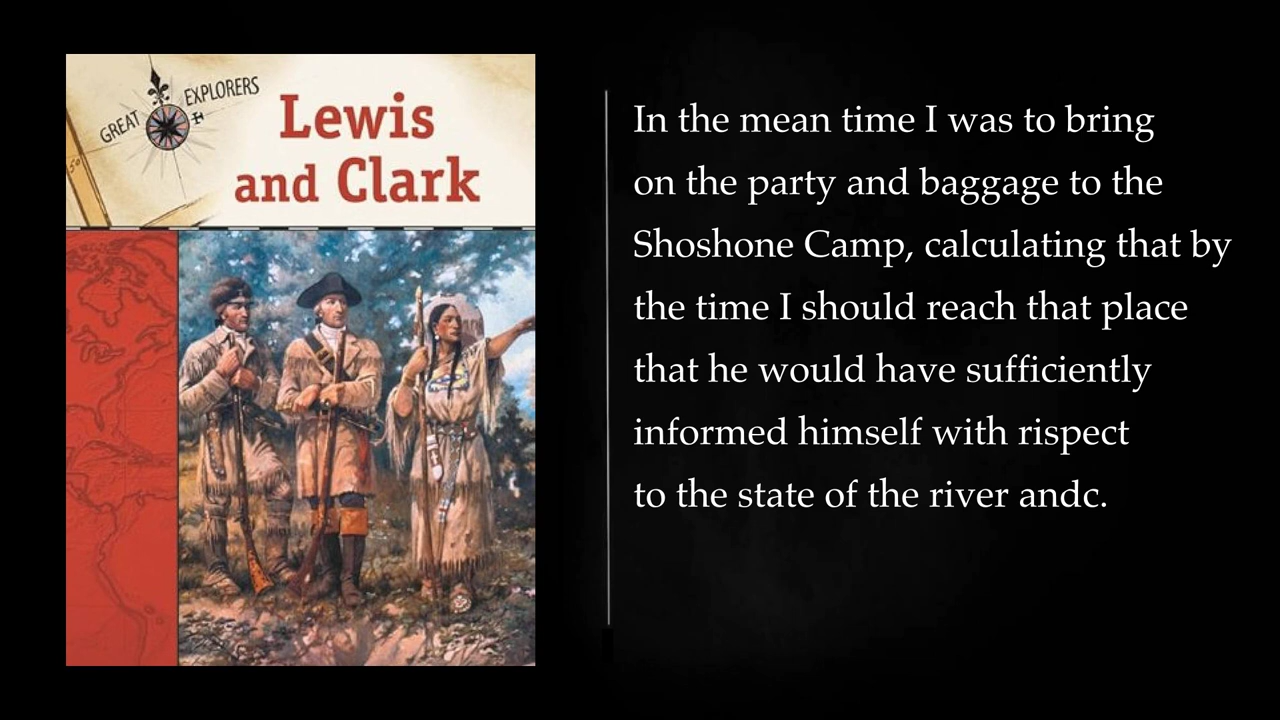 GREAT EXPLORERS
Lewis
and Clark
In the mean time I was to bring
on the party and baggage to the
Shoshone Camp, calculating that by
the time I should reach that place
that he would have sufficiently
informed himself with rispect
to the state of the river andc.